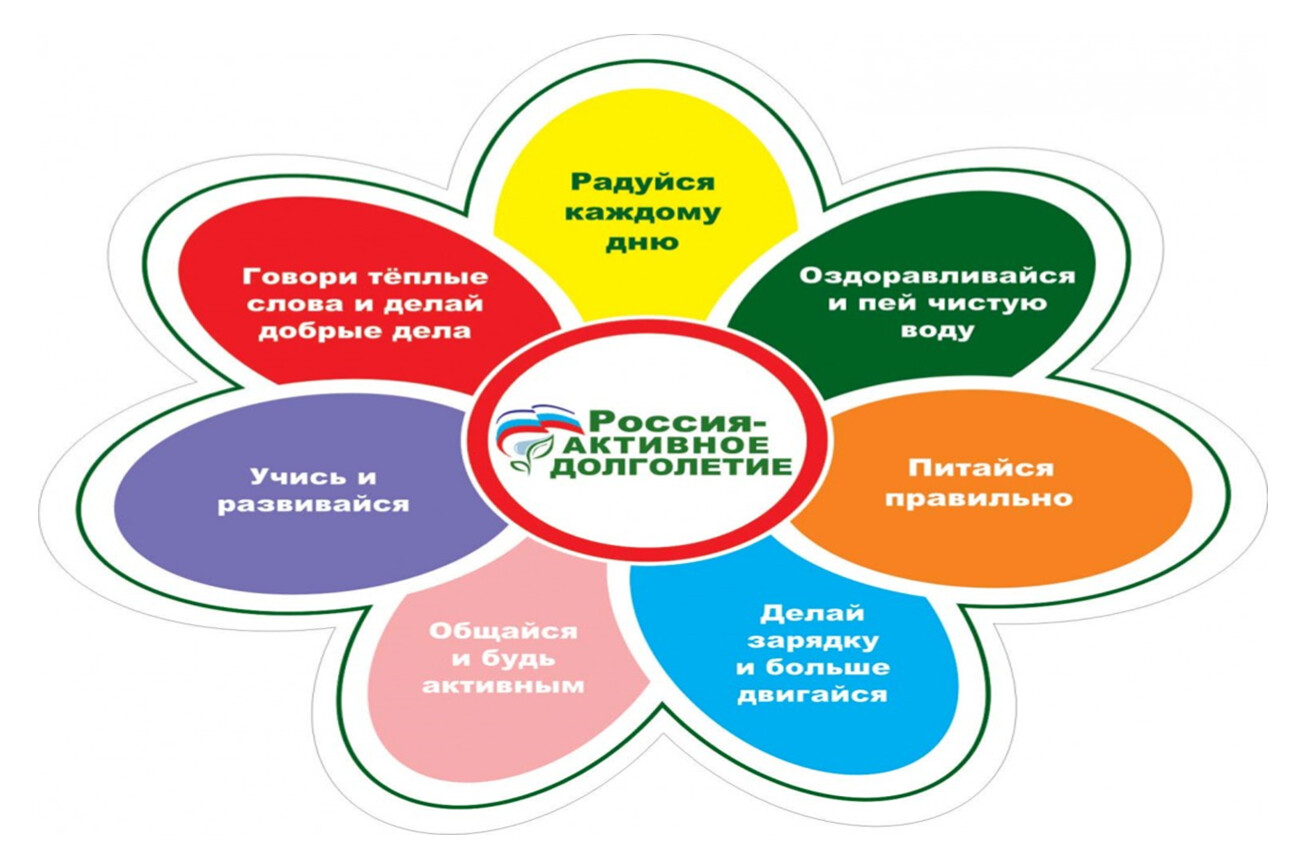 Радуйся
каждому
дню
Оздоравливайся
и пей чистую
воду
Питайся
правильно
Делай
зарядку
и больше
двигайся
Общайся
и будь
активным
Учись и
развивайся
Говори тёплые
слова и делай
добрые дела
Россия-
АКТИВНОЕ
ДОЛГОЛЕТИЕ